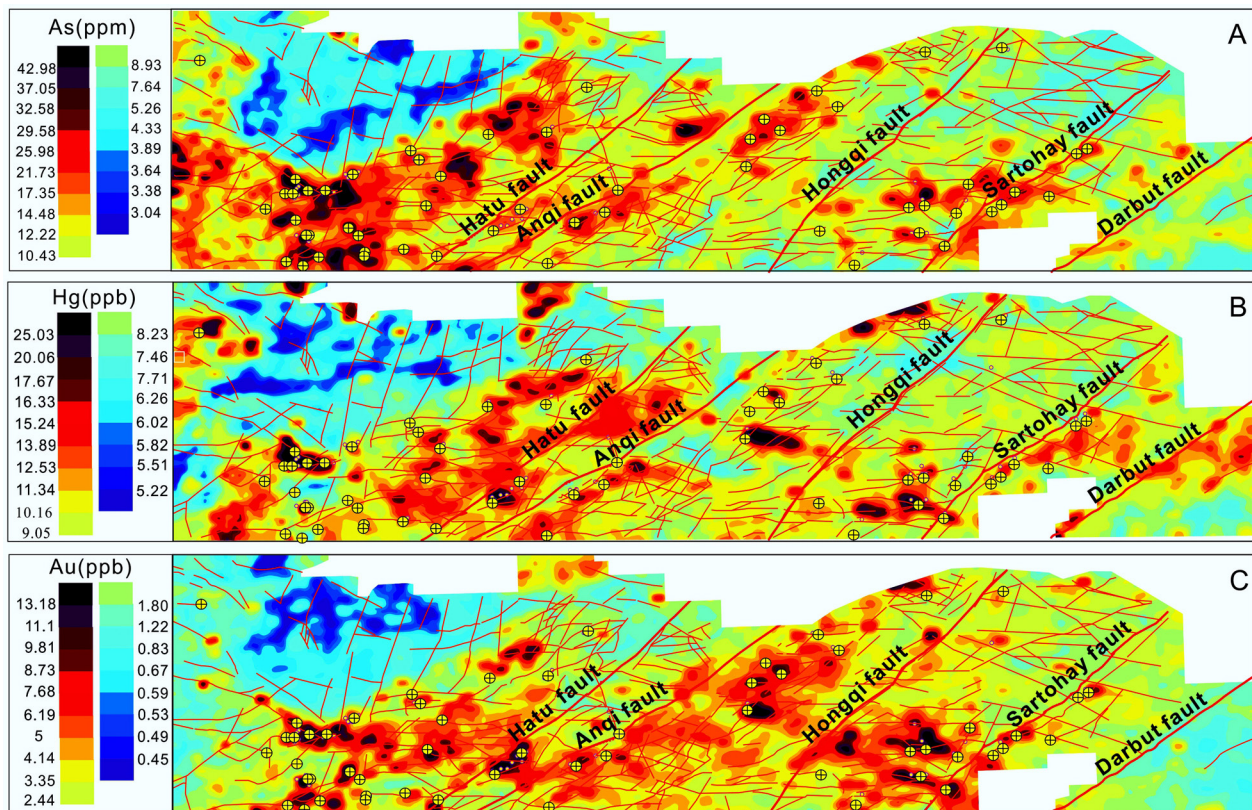 As(ppm)
A
42.98
37.05
32.58
29.58
25.98
21.73
17.35
14.48
12.22
10.43
8.93
7.64
5.26
4.33
3.89
3.64
3.38
3.04
Hatu fault
Anqi fault
Hongqi fault
Sartohay fault
Darbut fault
Hg(ppb)
B
25.03
20.06
17.67
16.33
15.24
13.89
12.53
11.34
10.16
9.05
8.23
7.46
7.71
6.26
6.02
5.82
5.51
5.22
Hatu fault
Anqi fault
Hongqi fault
Sartohay fault
Darbut fault
Au(ppb)
C
13.18
11.1
9.81
8.73
7.68
6.19
5
4.14
3.35
2.44
1.80
1.22
0.83
0.67
0.59
0.53
0.49
0.45
Hatu fault
Anqi fault
Hongqi fault
Sartohay fault
Darbut fault